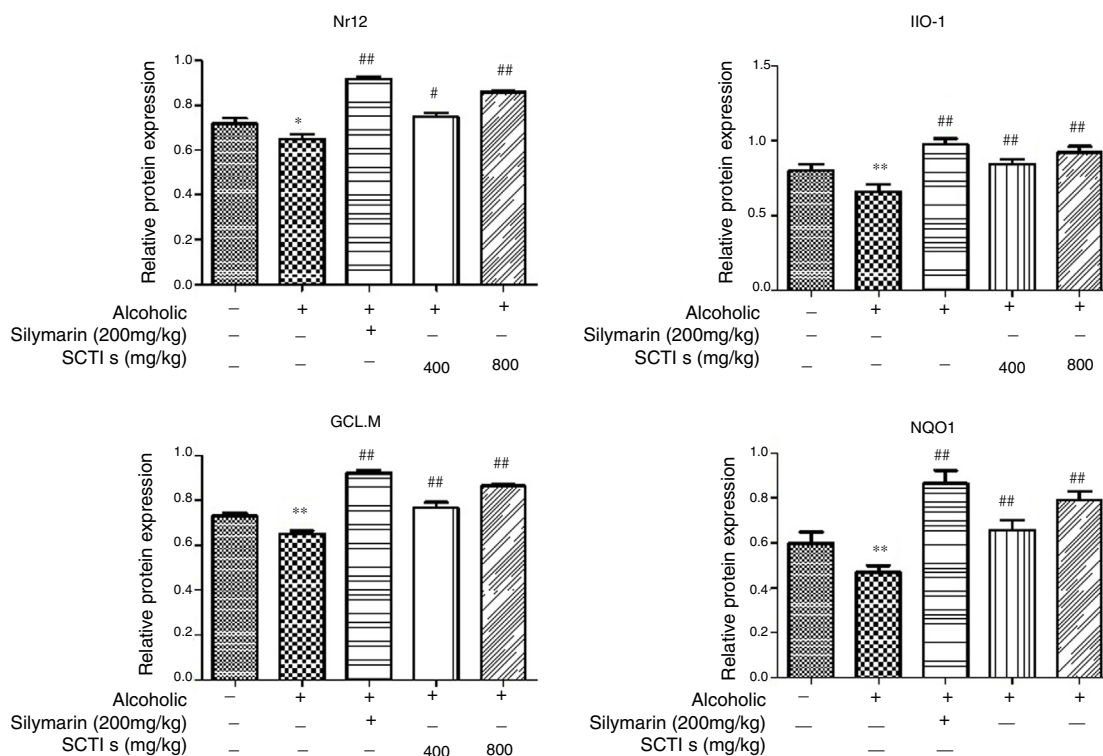 Nr12
Relative protein expression
1.0
0.8
0.6
0.4
0.2
0.0
*
##
#
##
Alcoholic – + + + +
Silymarin (200mg/kg) – – + – –
SCTI s (mg/kg) – – – 400 800
IIO-1
Relative protein expression
1.5
1.0
0.5
0.0
**
##
##
##
Alcoholic – + + + +
Silymarin (200mg/kg) – – – – –
SCTI s (mg/kg) – – – 400 800
GCL.M
Relative protein expression
1.0
0.8
0.6
0.4
0.2
0.0
**
##
##
##
Alcoholic – + + + +
Silymarin (200mg/kg) – – + – –
SCTI s (mg/kg) – – – 400 800
NQO1
Relative protein expression
1.0
0.8
0.6
0.4
0.2
0.0
**
##
##
##
Alcoholic – + + + +
Silymarin (200mg/kg) — — + — —
SCTI s (mg/kg) — —